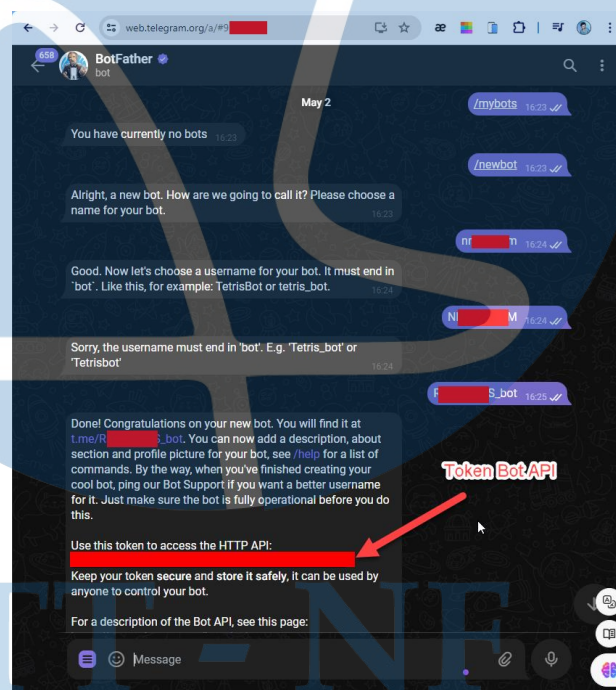 web.telegram.org/a/#9
658
BotFather
bot
May 2
/mybots 16:23
You have currently no bots 16:23
/newbot 16:23
Alright, a new bot. How are we going to call it? Please choose a
name for your bot. 16:23
nr m 16:24
Good. Now let's choose a username for your bot. It must end in
`bot`. Like this, for example: TetrisBot or tetris_bot. 16:24
M 16:24
Sorry, the username must end in 'bot'. E.g. 'Tetris_bot' or
'Tetrisbot' 16:24
S_bot 16:25
Done! Congratulations on your new bot. You will find it at
t.me/R S_bot. You can now add a description, about
section and profile picture for your bot, see /help for a list of
commands. By the way, when you've finished creating your
cool bot, ping our Bot Support if you want a better username
for it. Just make sure the bot is fully operational before you do
this.
Token Bot API
Use this token to access the HTTP API:
Keep your token secure and store it safely, it can be used by
anyone to control your bot.
For a description of the Bot API, see this page:
Message